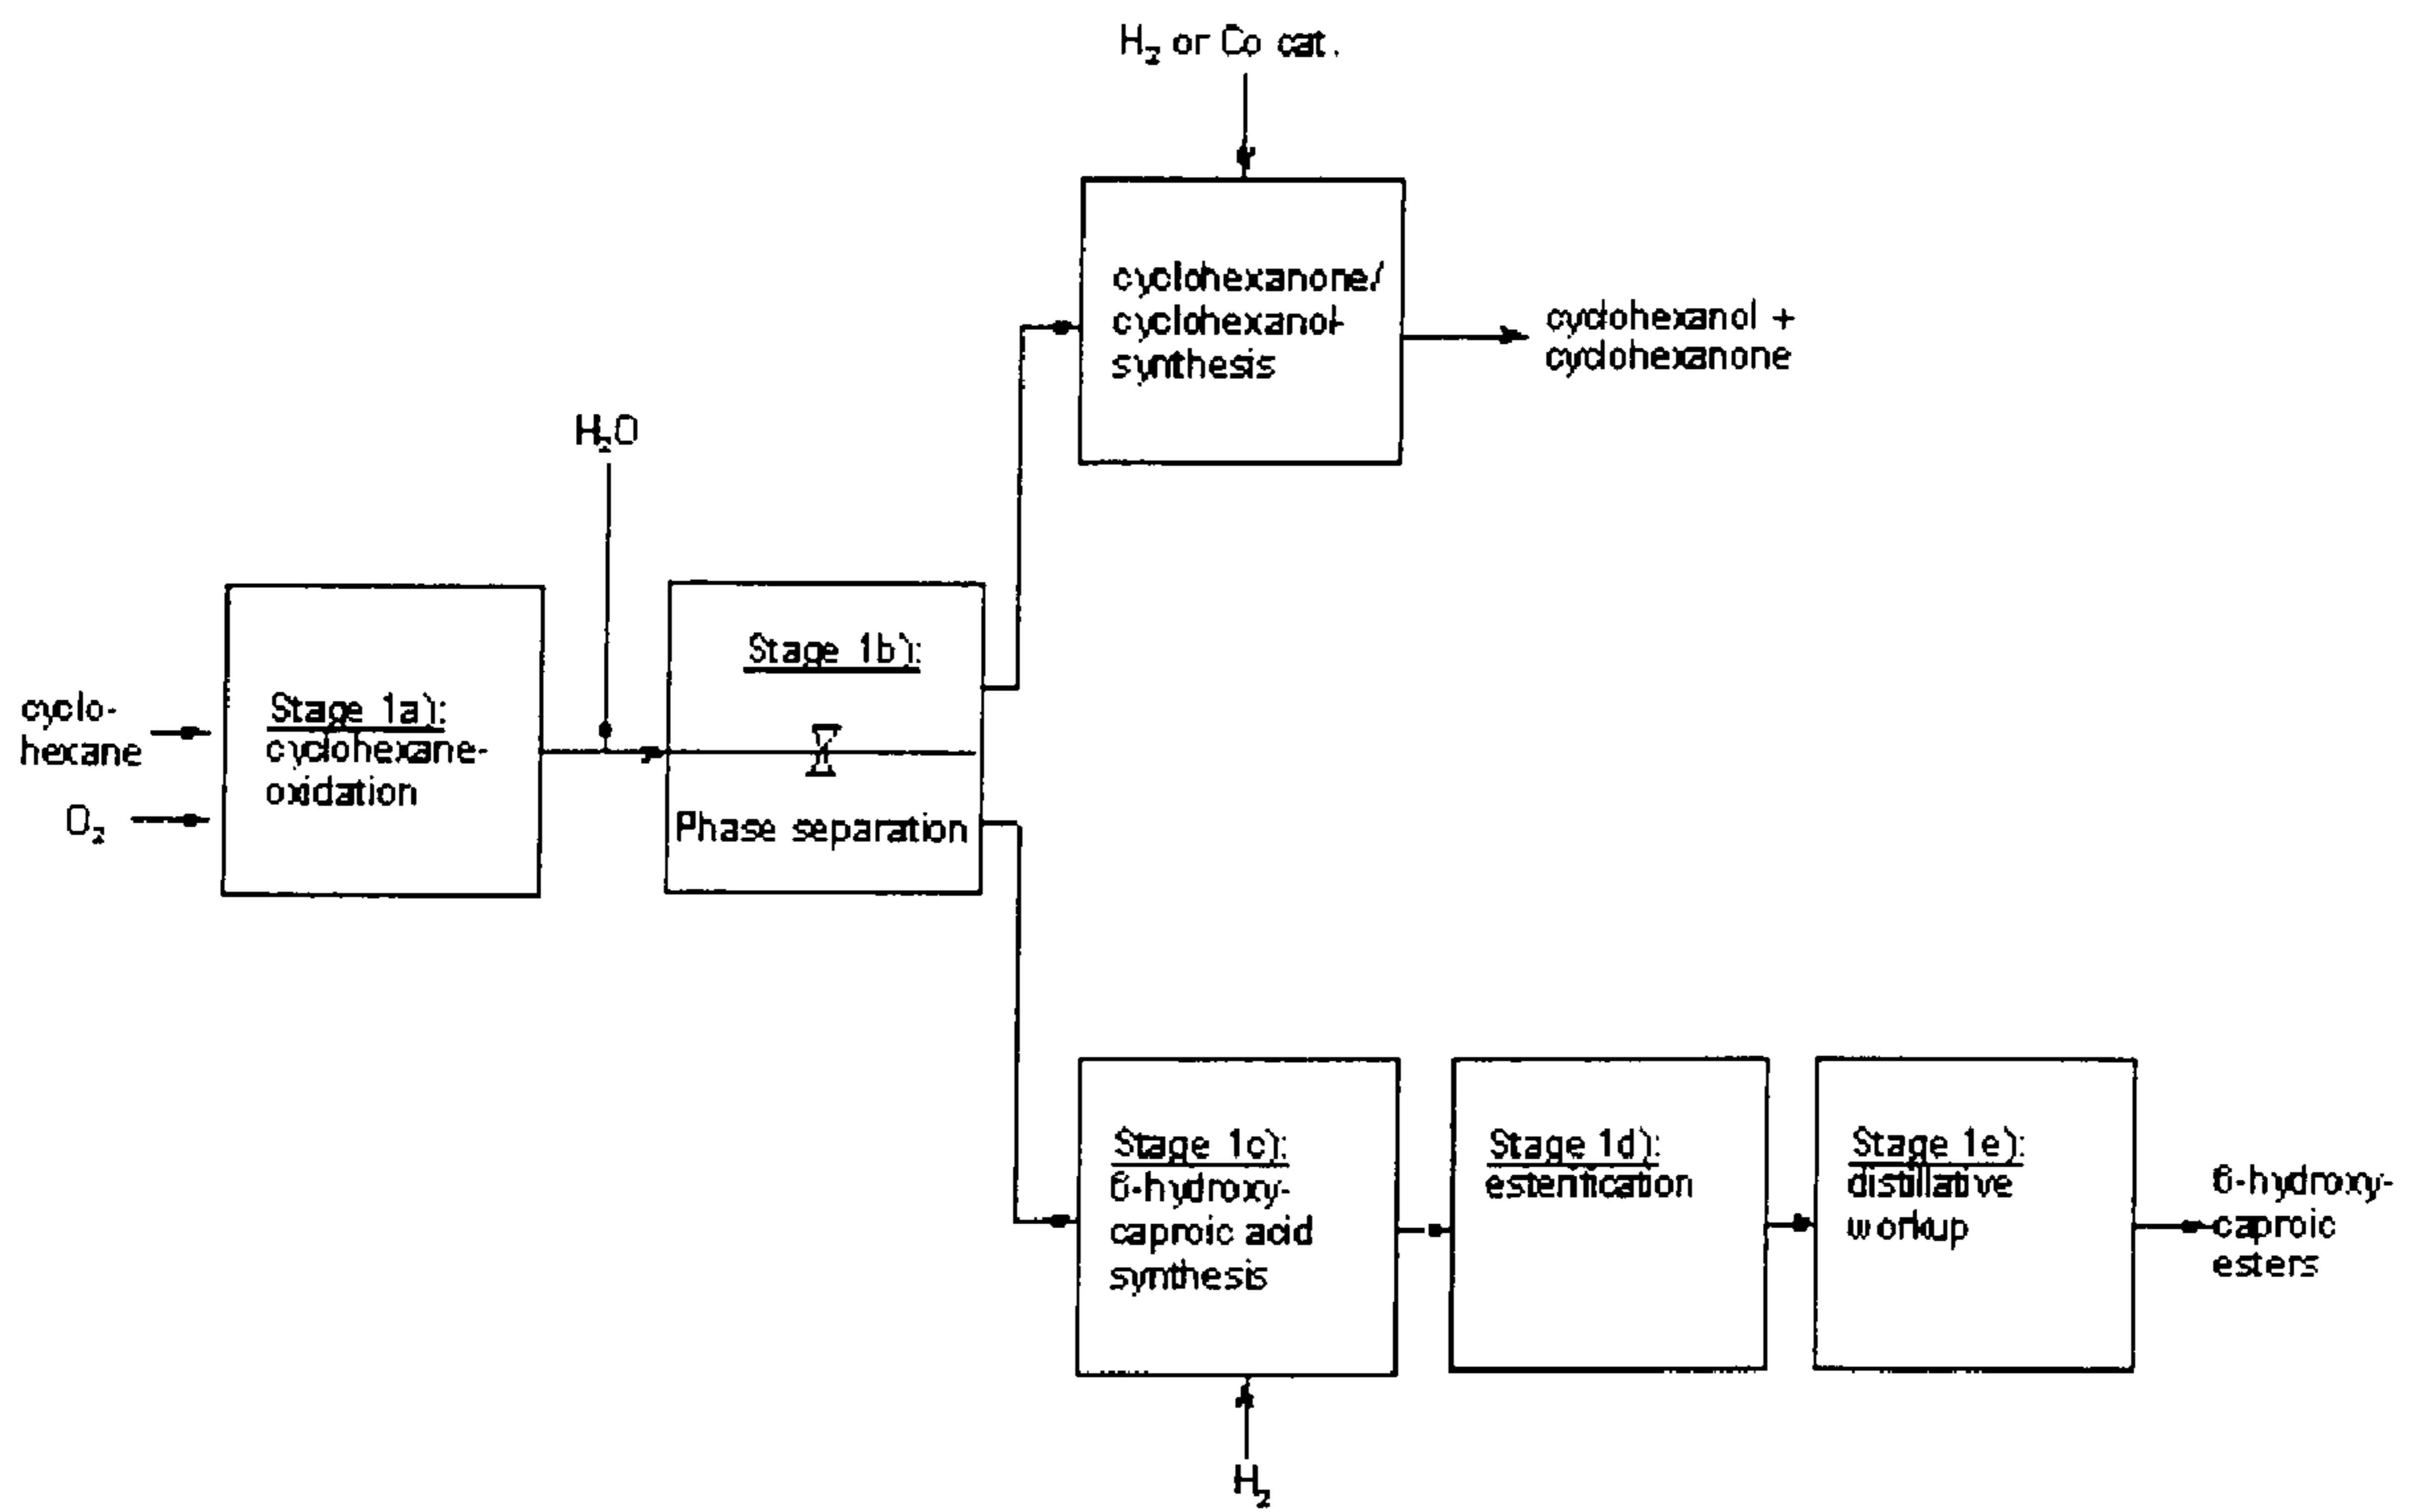 H₂ or Co cat.
cyclohexanone/
cyclohexanol-
synthesis
cyclohexanol +
cyclohexanone
H₂O
Stage 1b):
Phase separation
cyclo-
hexane
O₂
Stage 1a):
cyclohexane-
oxidation
Stage 1c):
6-hydroxy-
caproic acid
synthesis
Stage 1d):
esterification
Stage 1e):
distillative
workup
6-hydroxy-
caproic
esters
H₂